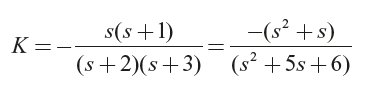 K = − s(s+1) / (s+2)(s+3) = −(s² + s) / (s² + 5s + 6)